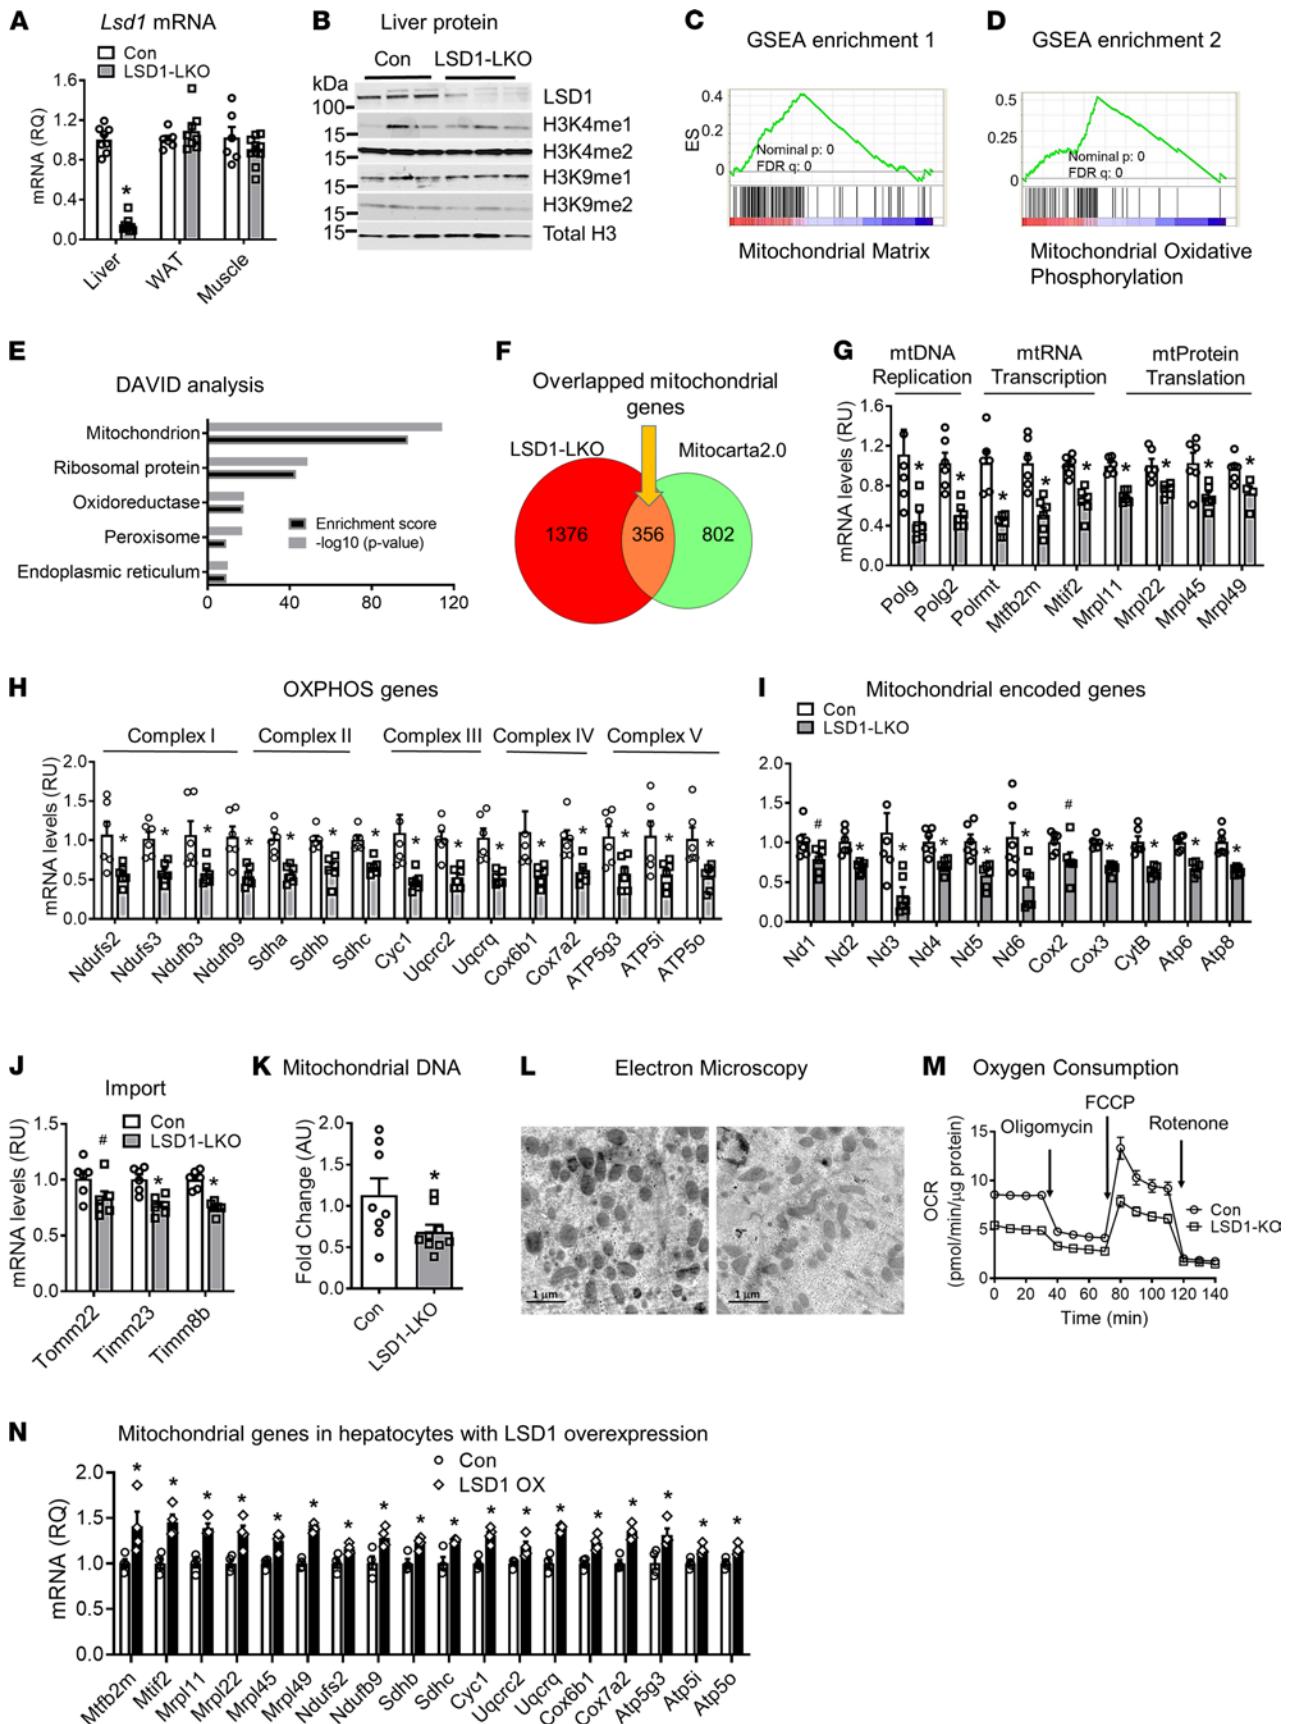 A
Lsd1 mRNA
Con
LSD1-LKO
mRNA (RQ)
1.6
1.2
0.8
0.4
0.0
*
Liver
WAT
Muscle
B
Liver protein
Con LSD1-LKO
kDa
100
15
15
15
15
15
LSD1
H3K4me1
H3K4me2
H3K9me1
H3K9me2
Total H3
C
GSEA enrichment 1
ES
0.4
0.2
0
Nominal p: 0
FDR q: 0
Mitochondrial Matrix
D
GSEA enrichment 2
0.5
0.25
0
Nominal p: 0
FDR q: 0
Mitochondrial Oxidative
Phosphorylation
E
DAVID analysis
Mitochondrion
Ribosomal protein
Oxidoreductase
Peroxisome
Endoplasmic reticulum
Enrichment score
-log10 (p-value)
0 40 80 120
F
Overlapped mitochondrial
genes
LSD1-LKO
Mitocarta2.0
1376 356 802
G
mtDNA mtRNA mtProtein
Replication Transcription Translation
mRNA levels (RU)
1.6
1.2
0.8
0.4
0.0
* * * * * * * * *
Polg Polg2 Polrmt Mtfb2m Mtif2 Mrpl11 Mrpl22 Mrpl45 Mrpl49
H
OXPHOS genes
Complex I Complex II Complex III Complex IV Complex V
mRNA levels (RU)
2.0
1.5
1.0
0.5
0.0
* * * * * * * * * * * * * * *
Ndufs2 Ndufs3 Ndufb3 Ndufb9 Sdha Sdhb Sdhc Cyc1 Uqcrc2 Uqcrq Cox6b1 Cox7a2 ATP5g3 ATP5i ATP5o
I
Mitochondrial encoded genes
Con
LSD1-LKO
mRNA levels (RU)
2.0
1.5
1.0
0.5
0.0
# * * * * * # * * * *
Nd1 Nd2 Nd3 Nd4 Nd5 Nd6 Cox2 Cox3 CytB Atp6 Atp8
J
Import
Con
LSD1-LKO
mRNA levels (RU)
1.5
1.0
0.5
0.0
# * *
Tomm22 Timm23 Timm8b
K
Mitochondrial DNA
Fold Change (AU)
2.0
1.5
1.0
0.5
0.0
*
Con
LSD1-LKO
L
Electron Microscopy
1 μm
1 μm
M
Oxygen Consumption
FCCP
Oligomycin
Rotenone
OCR
(pmol/min/μg protein)
15
10
5
0
Con
LSD1-KO
0 20 40 60 80 100 120 140
Time (min)
N
Mitochondrial genes in hepatocytes with LSD1 overexpression
Con
LSD1 OX
mRNA (RQ)
2.0
1.5
1.0
0.5
0.0
* * * * * * * * * * * * * * * * * *
Mtfb2m Mtif2 Mrpl11 Mrpl22 Mrpl45 Mrpl49 Ndufs2 Ndufb9 Sdhb Sdhc Cyc1 Uqcrc2 Uqcrq Cox6b1 Cox7a2 Atp5g3 Atp5i Atp5o